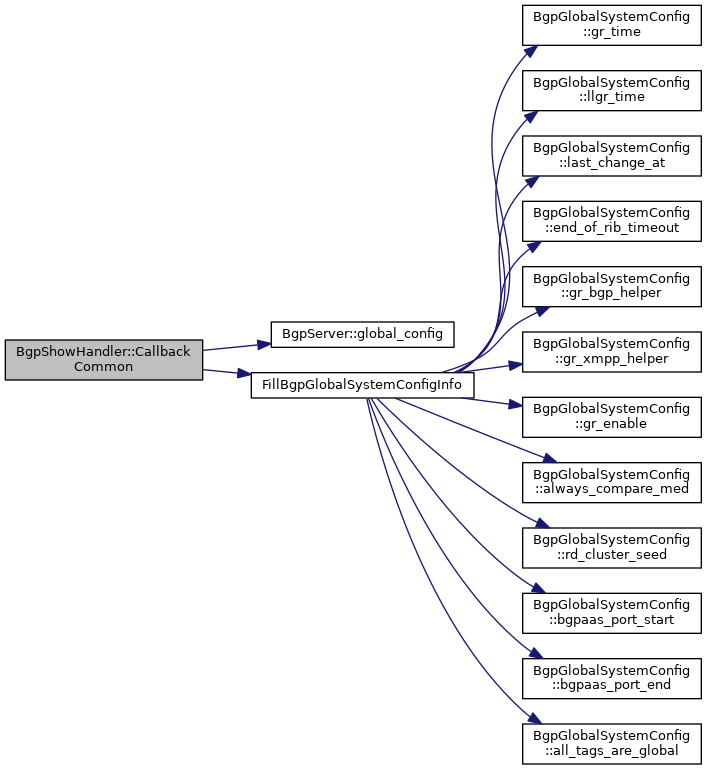 BgpShowHandler::Callback
Common
BgpServer::global_config
FillBgpGlobalSystemConfigInfo
BgpGlobalSystemConfig
::gr_time
BgpGlobalSystemConfig
::llgr_time
BgpGlobalSystemConfig
::last_change_at
BgpGlobalSystemConfig
::end_of_rib_timeout
BgpGlobalSystemConfig
::gr_bgp_helper
BgpGlobalSystemConfig
::gr_xmpp_helper
BgpGlobalSystemConfig
::gr_enable
BgpGlobalSystemConfig
::always_compare_med
BgpGlobalSystemConfig
::rd_cluster_seed
BgpGlobalSystemConfig
::bgpaas_port_start
BgpGlobalSystemConfig
::bgpaas_port_end
BgpGlobalSystemConfig
::all_tags_are_global